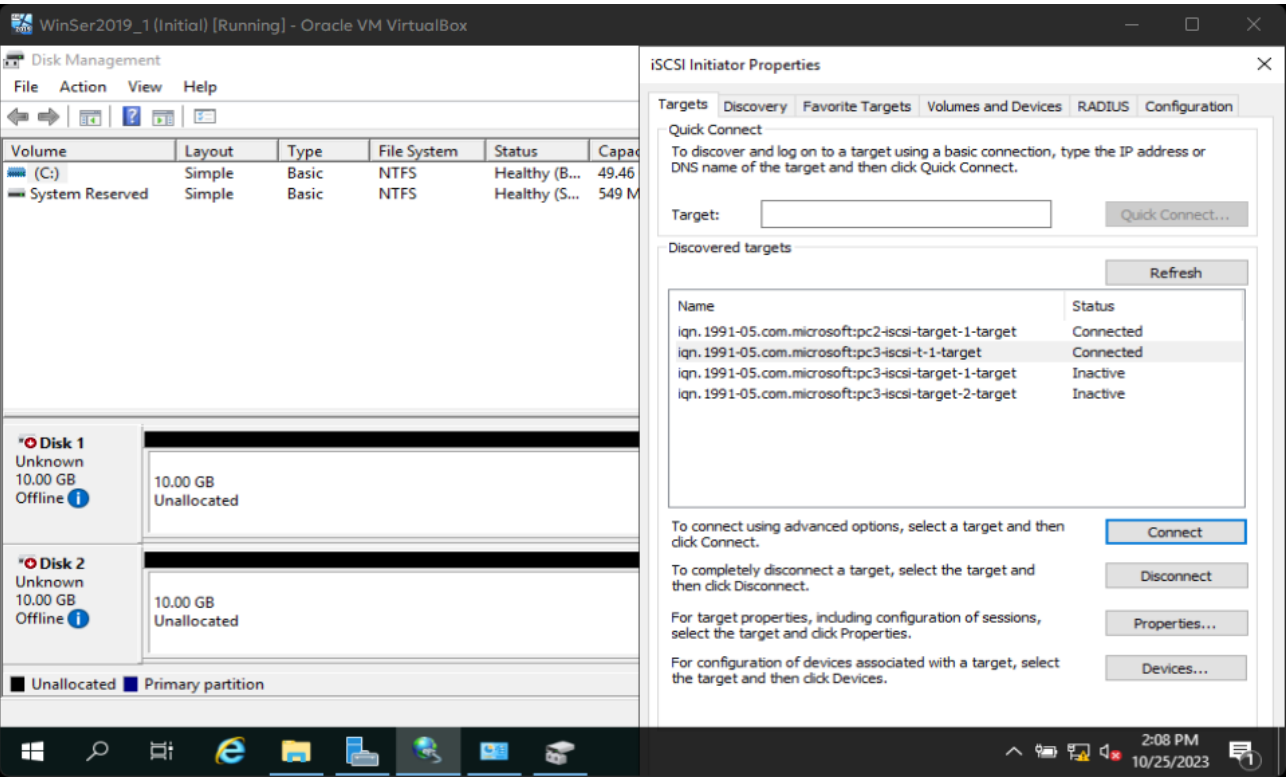 WinSer2019_1 (Initial) [Running] - Oracle VM VirtualBox
Disk Management
File Action View Help
Volume Layout Type File System Status Capac
(C:) Simple Basic NTFS Healthy (B... 49.46
System Reserved Simple Basic NTFS Healthy (S... 549 M
Disk 1
Unknown
10.00 GB
Offline
10.00 GB
Unallocated
Disk 2
Unknown
10.00 GB
Offline
10.00 GB
Unallocated
Unallocated Primary partition
iSCSI Initiator Properties
Targets Discovery Favorite Targets Volumes and Devices RADIUS Configuration
Quick Connect
To discover and log on to a target using a basic connection, type the IP address or
DNS name of the target and then click Quick Connect.
Target: Quick Connect...
Discovered targets
Refresh
Name Status
iqn.1991-05.com.microsoft:pc2-iscsi-target-1-target Connected
iqn.1991-05.com.microsoft:pc3-iscsi-t-1-target Connected
iqn.1991-05.com.microsoft:pc3-iscsi-target-1-target Inactive
iqn.1991-05.com.microsoft:pc3-iscsi-target-2-target Inactive
To connect using advanced options, select a target and then
click Connect.
Connect
To completely disconnect a target, select the target and
then click Disconnect.
Disconnect
For target properties, including configuration of sessions,
select the target and click Properties.
Properties...
For configuration of devices associated with a target, select
the target and then click Devices.
Devices...
2:08 PM
10/25/2023
1